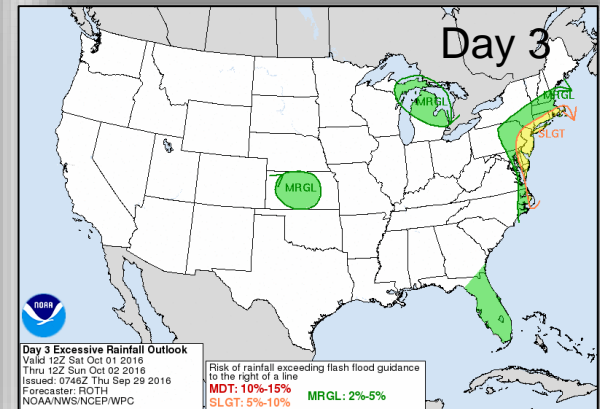 Day 3
MRGL
MRGL
SLGT
MRGL
NOAA
Day 3 Excessive Rainfall Outlook
Valid 12Z Sat Oct 01 2016
Thru 12Z Sun Oct 02 2016
Issued: 0746Z Thu Sep 29 2016
Forecaster: ROTH
NOAA/NWS/NCEP/WPC
Risk of rainfall exceeding flash flood guidance
to the right of a line
MDT: 10%-15%
MRGL: 2%-5%
SLGT: 5%-10%